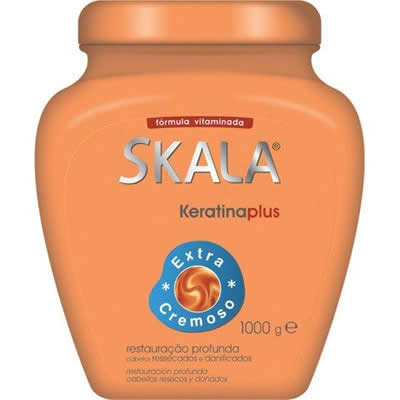 fórmula vitaminada
SKALA®
Keratinaplus
Extra
Cremoso
1000 g e
restauração profunda
cabelos ressecados e danificados
restauración profunda
cabellos resecos y dañados